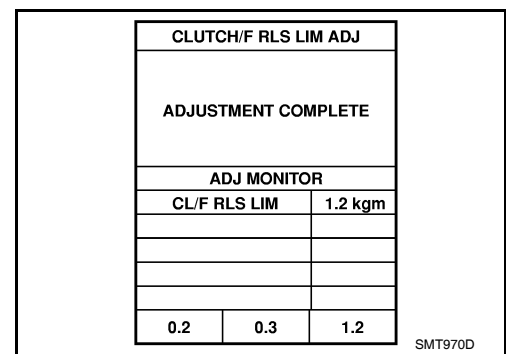 CLUTCH/F RLS LIM ADJ
ADJUSTMENT COMPLETE
ADJ MONITOR
CL/F RLS LIM 1.2 kgm
0.2 0.3 1.2
SMT970D